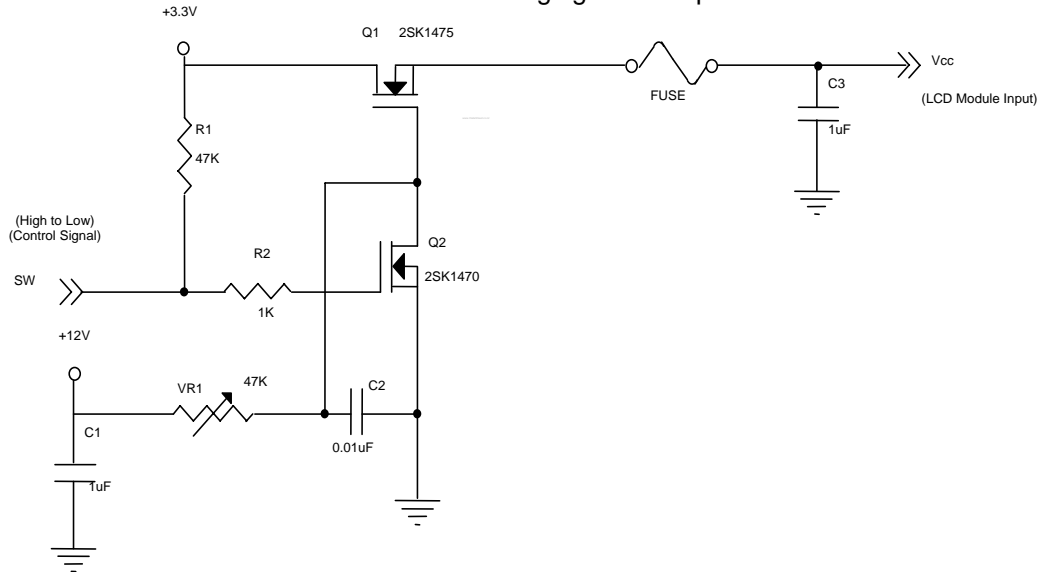 +3.3V
Q1 2SK1475
Vcc
FUSE
C3
(LCD Module Input)
1uF
R1
47K
(High to Low)
(Control Signal)
SW
R2
1K
Q2
2SK1470
+12V
VR1
47K
C2
0.01uF
C1
1uF